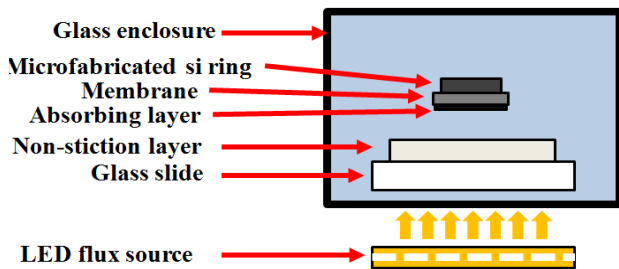 Glass enclosure
Microfabricated si ring
Membrane
Absorbing layer
Non-stiction layer
Glass slide
LED flux source